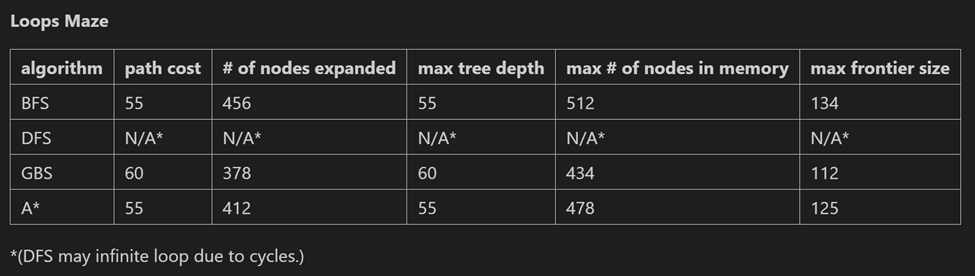 Loops Maze
algorithm path cost # of nodes expanded max tree depth max # of nodes in memory max frontier size
BFS 55 456 55 512 134
DFS N/A* N/A* N/A* N/A* N/A*
GBS 60 378 60 434 112
A* 55 412 55 478 125
*(DFS may infinite loop due to cycles.)